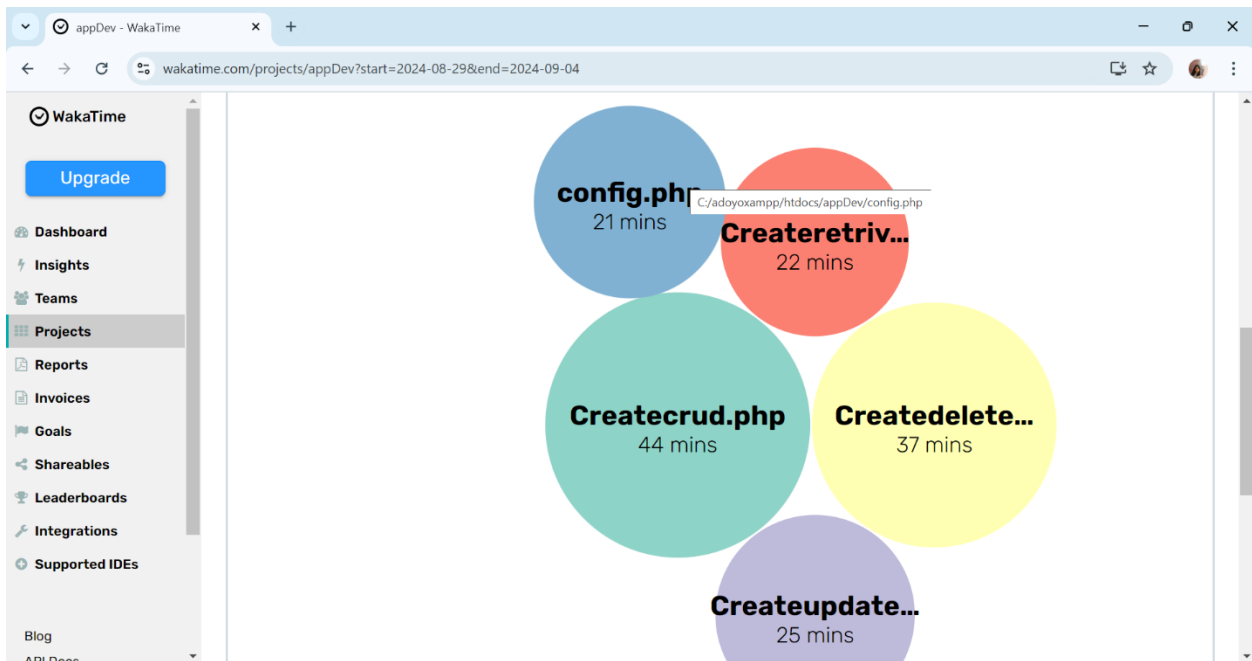 appDev - WakaTime
wakatime.com/projects/appDev?start=2024-08-29&end=2024-09-04
WakaTime
Upgrade
Dashboard
Insights
Teams
Projects
Reports
Invoices
Goals
Shareables
Leaderboards
Integrations
Supported IDEs
Blog
API Docs
config.php
21 mins
C:/adoyoxampp/htdocs/appDev/config.php
Createretriv...
22 mins
Createcrud.php
44 mins
Createdelete...
37 mins
Createupdate...
25 mins